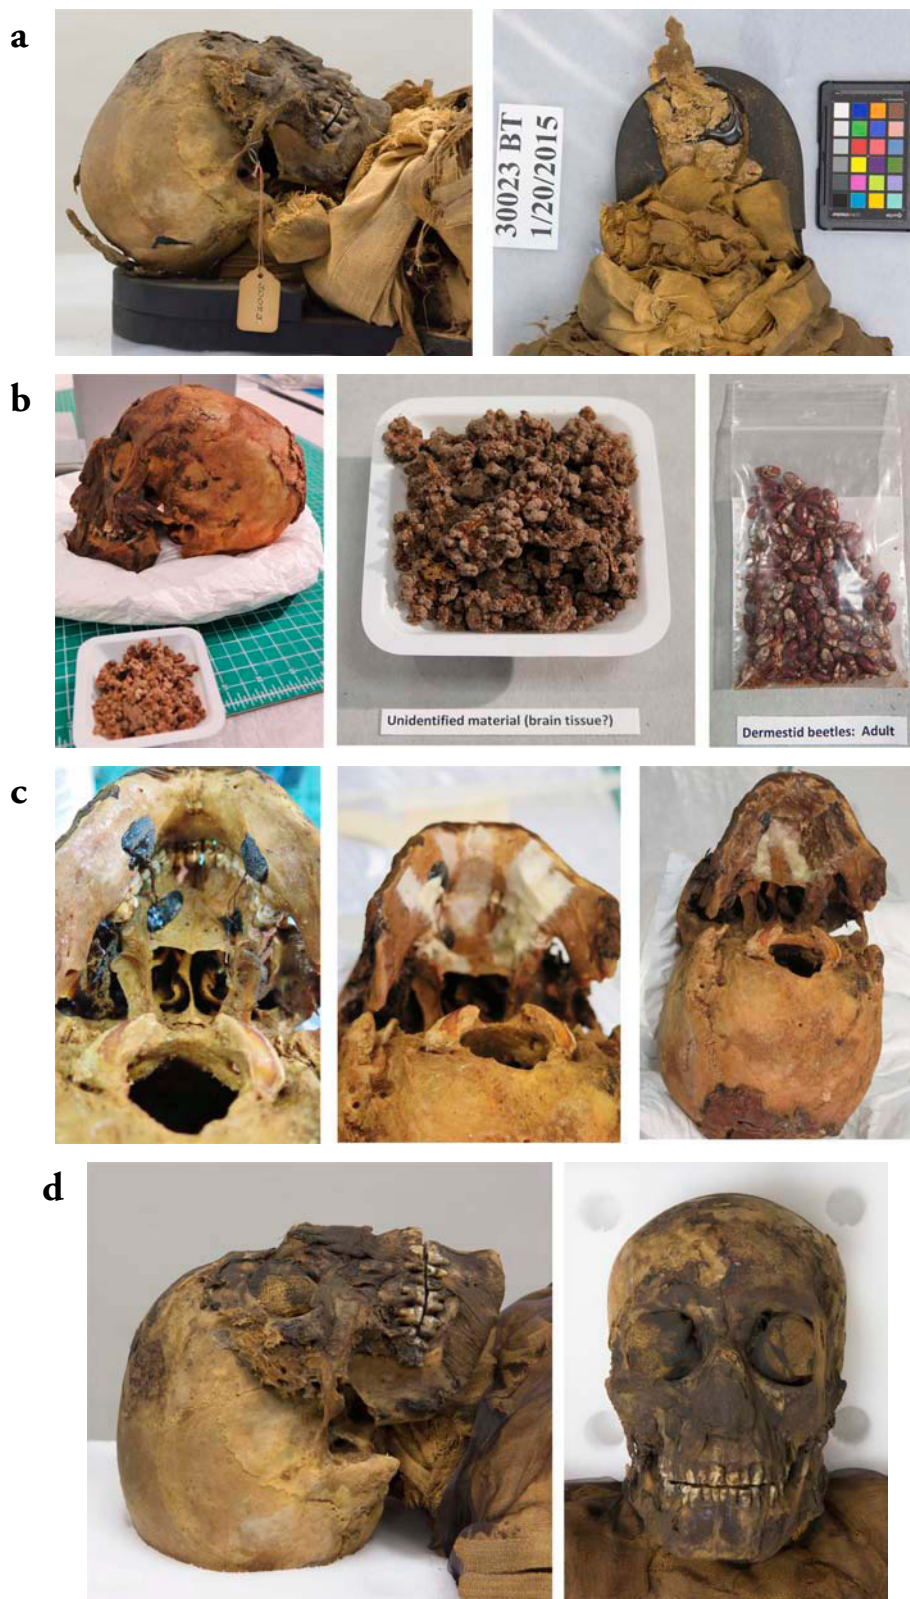 a
30023 BT
1/20/2015
b
Unidentified material (brain tissue?)
Dermestid beetles: Adult
c
d